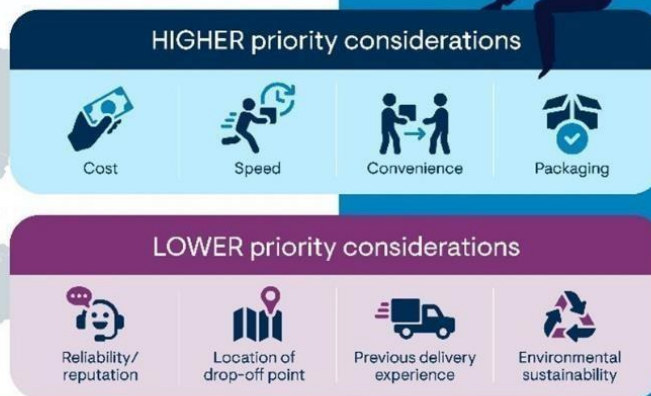 HIGHER priority considerations
Cost
Speed
Convenience
Packaging
LOWER priority considerations
Reliability/
reputation
Location of
drop-off point
Previous delivery
experience
Environmental
sustainability